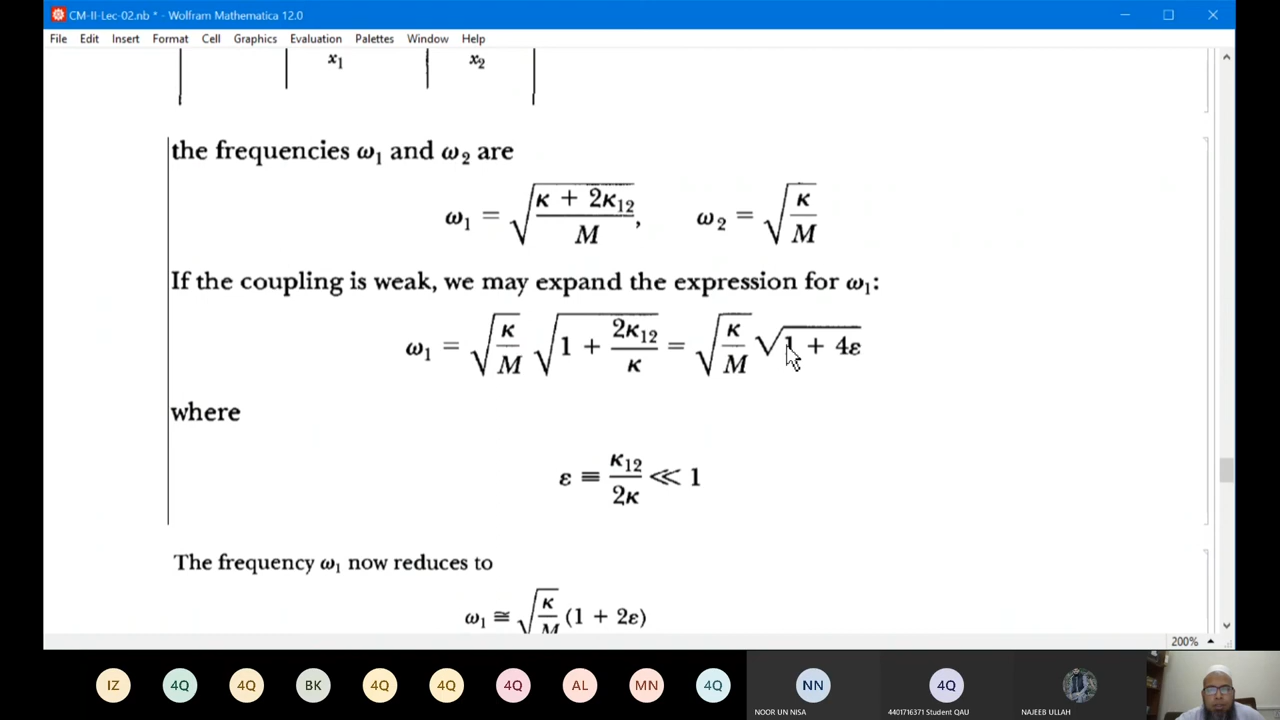 CM-II-Lec-02.nb * - Wolfram Mathematica 12.0
File Edit Insert Format Cell Graphics Evaluation Palettes Window Help
x₁ x₂
the frequencies ω₁ and ω₂ are
ω₁ = √((κ + 2κ₁₂)/M), ω₂ = √(κ/M)
If the coupling is weak, we may expand the expression for ω₁:
ω₁ = √(κ/M) √(1 + 2κ₁₂/κ) = √(κ/M) √(1 + 4ε)
where
ε ≡ κ₁₂/2κ ≪ 1
The frequency ω₁ now reduces to
ω₁ ≅ √(κ/M) (1 + 2ε)
200%
IZ 4Q 4Q BK 4Q 4Q 4Q AL MN 4Q NN 4Q
NOOR UN NISA 4401716371 Student QAU NAJEEB ULLAH